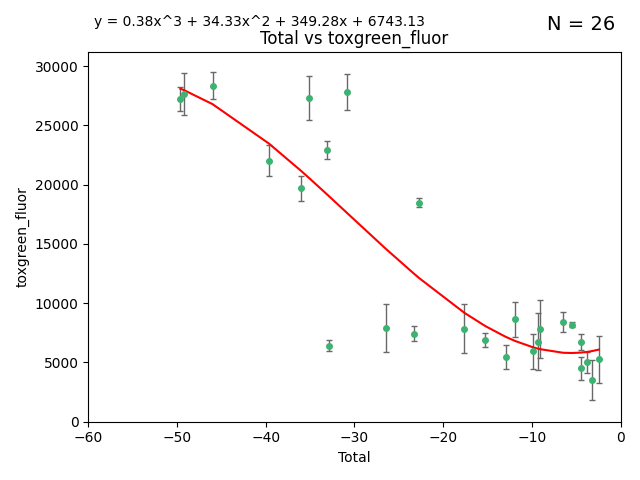 y = 0.38x^3 + 34.33x^2 + 349.28x + 6743.13
N = 26
Total vs toxgreen_fluor
30000
25000
20000
15000
10000
5000
0
toxgreen_fluor
−60
−50
−40
−30
−20
−10
0
Total